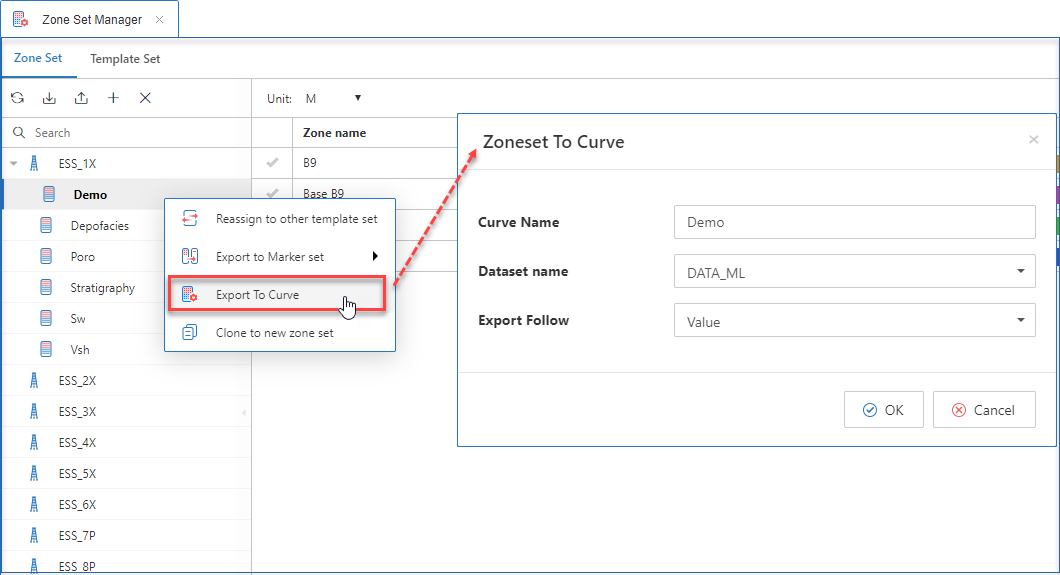 Zone Set Manager
Zone Set
Template Set
Unit: M
Search
Zone name
ESS_1X
B9
Demo
Base B9
Depofacies
Poro
Stratigraphy
Sw
Vsh
ESS_2X
ESS_3X
ESS_4X
ESS_5X
ESS_6X
ESS_7P
ESS_8P
Reassign to other template set
Export to Marker set
Export To Curve
Clone to new zone set
Zoneset To Curve
Curve Name
Demo
Dataset name
DATA_ML
Export Follow
Value
OK
Cancel